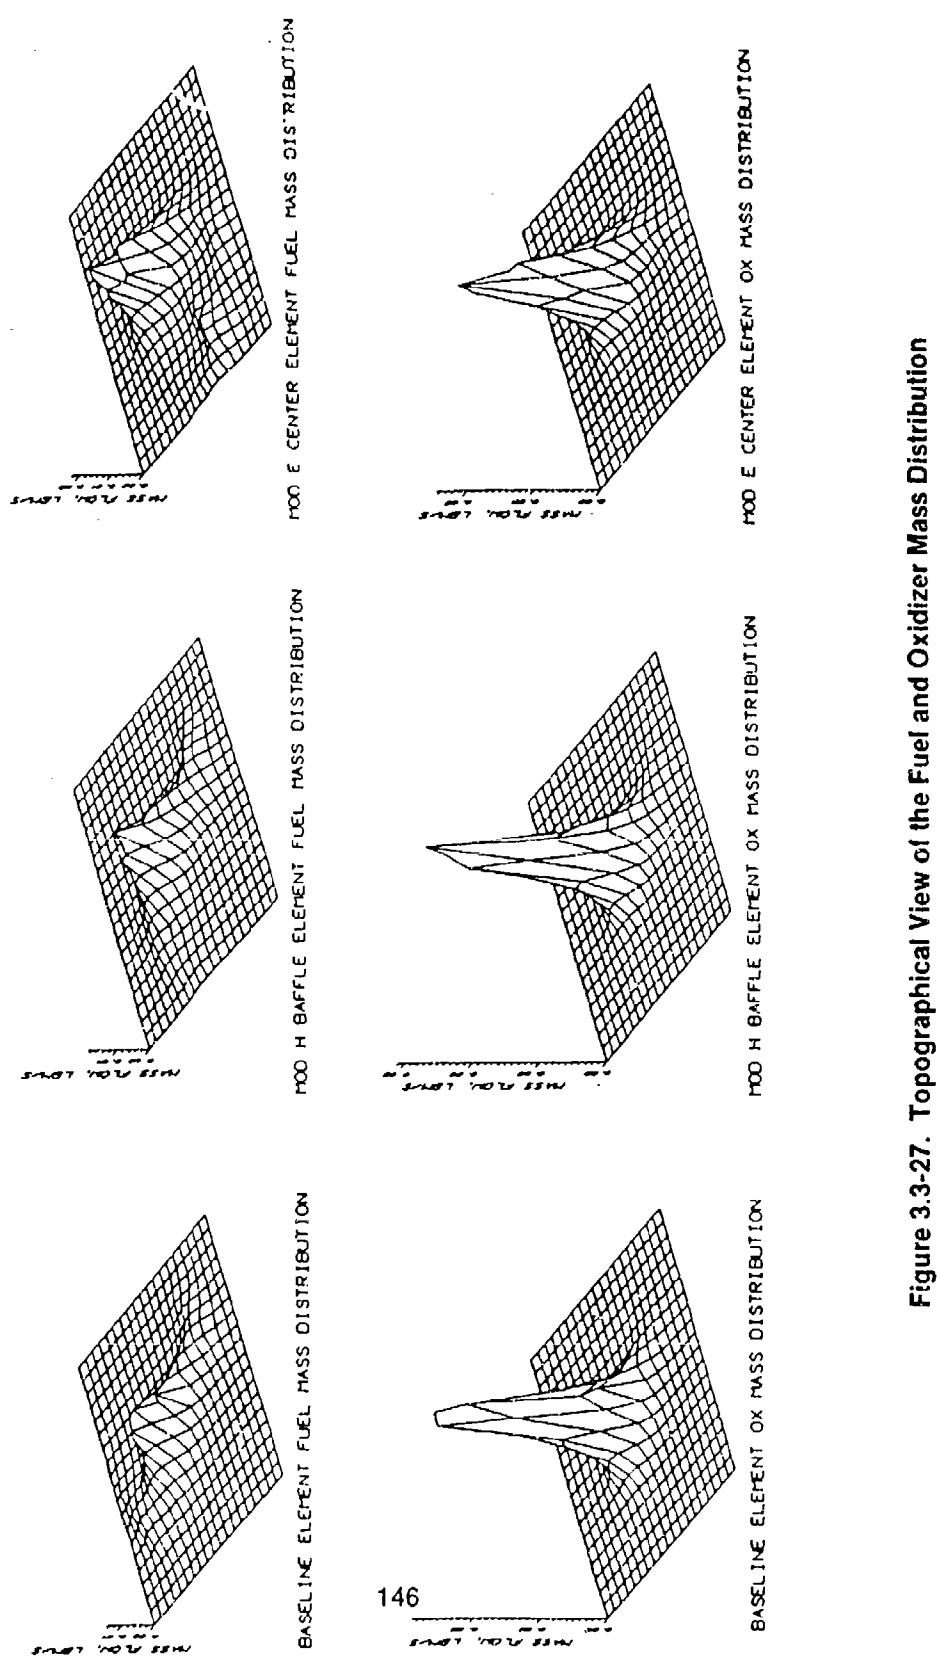 BASELINE ELEMENT FUEL MASS DISTRIBUTION
MOD H BAFFLE ELEMENT FUEL MASS DISTRIBUTION
MOD E CENTER ELEMENT FUEL MASS DISTRIBUTION
MASS FLOW, LBM/S
MASS FLOW, LBM/S
MASS FLOW, LBM/S
BASELINE ELEMENT OX MASS DISTRIBUTION
MOD H BAFFLE ELEMENT OX MASS DISTRIBUTION
MOD E CENTER ELEMENT OX MASS DISTRIBUTION
MASS FLOW, LBM/S
MASS FLOW, LBM/S
MASS FLOW, LBM/S
Figure 3.3-27. Topographical View of the Fuel and Oxidizer Mass Distribution
146